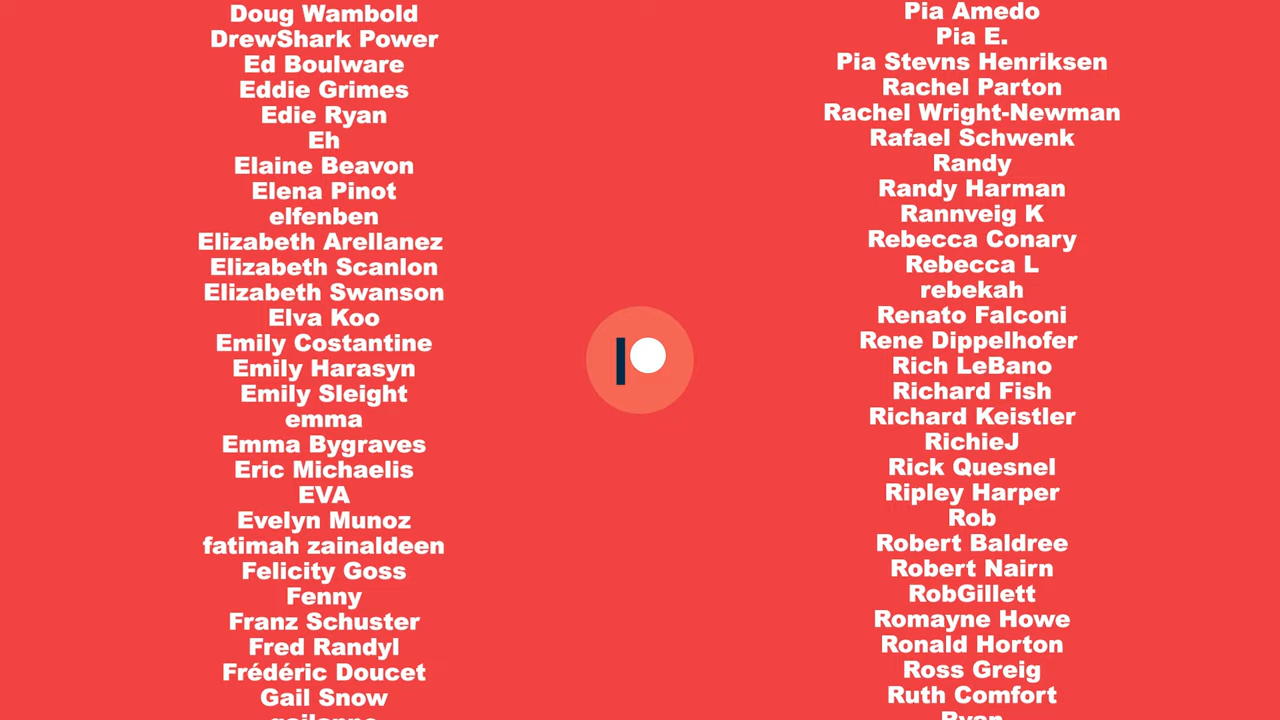 Doug Wambold
DrewShark Power
Ed Boulware
Eddie Grimes
Edie Ryan
Eh
Elaine Beavon
Elena Pinot
elfenben
Elizabeth Arellanez
Elizabeth Scanlon
Elizabeth Swanson
Elva Koo
Emily Costantine
Emily Harasyn
Emily Sleight
emma
Emma Bygraves
Eric Michaelis
EVA
Evelyn Munoz
fatimah zainaldeen
Felicity Goss
Fenny
Franz Schuster
Fred Randyl
Frédéric Doucet
Gail Snow
Pia Amedo
Pia E.
Pia Stevns Henriksen
Rachel Parton
Rachel Wright-Newman
Rafael Schwenk
Randy
Randy Harman
Rannveig K
Rebecca Conary
Rebecca L
rebekah
Renato Falconi
Rene Dippelhofer
Rich LeBano
Richard Fish
Richard Keistler
RichieJ
Rick Quesnel
Ripley Harper
Rob
Robert Baldree
Robert Nairn
RobGillett
Romayne Howe
Ronald Horton
Ross Greig
Ruth Comfort
Ryan